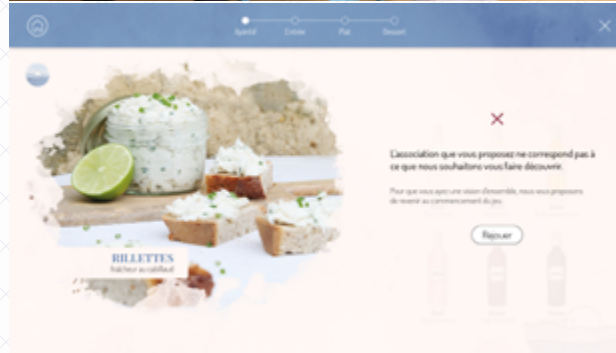 Apéritif Entrée Plat Dessert
L'association que vous proposez ne correspond pas à
ce que nous souhaitons vous faire découvrir.
Pour que vous ayez une vision d'ensemble, nous vous proposons
de revenir au commencement du jeu.
Rejouer
RILLETTES
fraîcheur au cabillaud